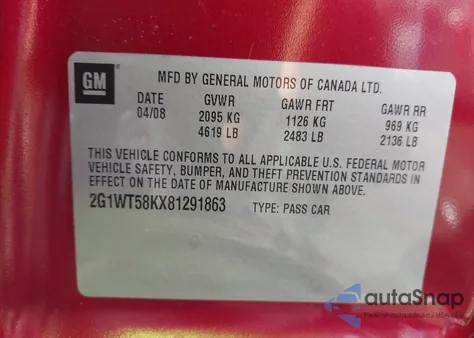 GM
MFD BY GENERAL MOTORS OF CANADA LTD.
DATE GVWR GAWR FRT GAWR RR
04/08 2095 KG 1126 KG 969 KG
4619 LB 2483 LB 2136 LB
THIS VEHICLE CONFORMS TO ALL APPLICABLE U.S. FEDERAL MOTOR
VEHICLE SAFETY, BUMPER, AND THEFT PREVENTION STANDARDS IN
EFFECT ON THE DATE OF MANUFACTURE SHOWN ABOVE.
2G1WT58KX81291863 TYPE: PASS CAR
autoSnap